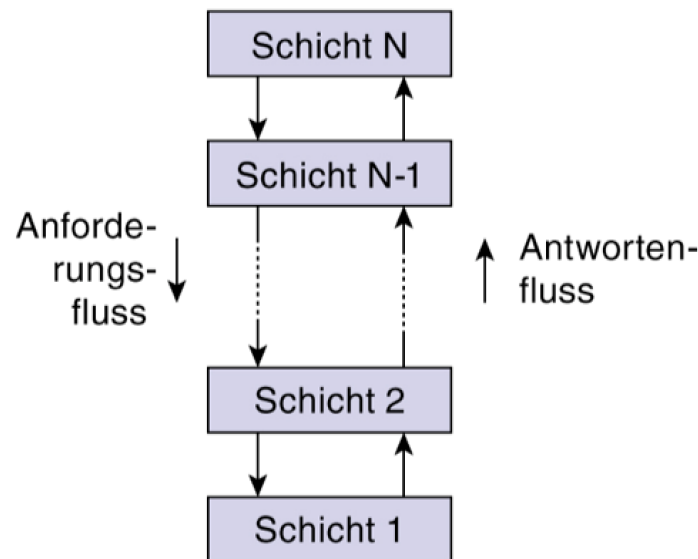 Schicht N
Schicht N-1
Anforde-
rungs-
fluss
Antworten-
fluss
Schicht 2
Schicht 1